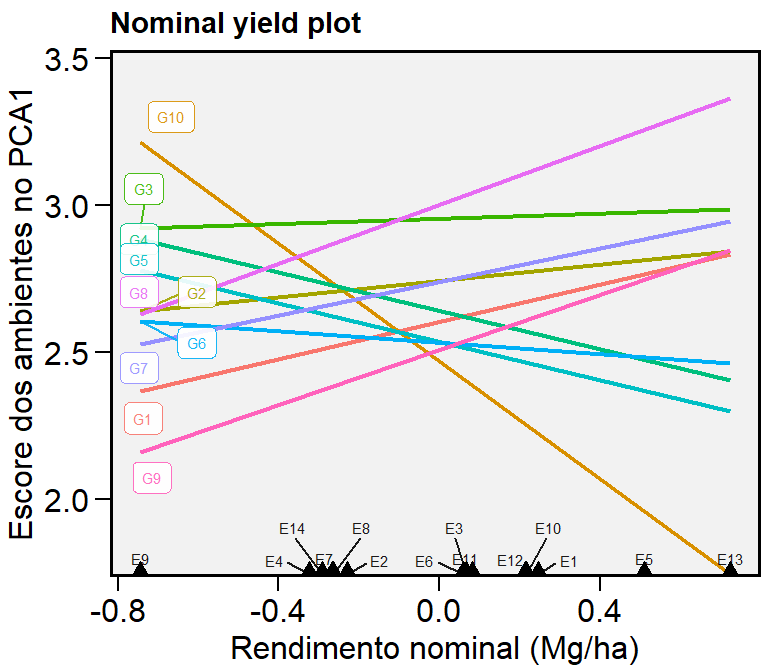 Nominal yield plot
Escore dos ambientes no PCA1
3.5
3.0
2.5
2.0
G10
G3
G4
G5
G8
G2
G6
G7
G1
G9
E14
E8
E3
E10
E9
E4
E7
E2
E6
E11
E12
E1
E5
E13
-0.8
-0.4
0.0
0.4
Rendimento nominal (Mg/ha)